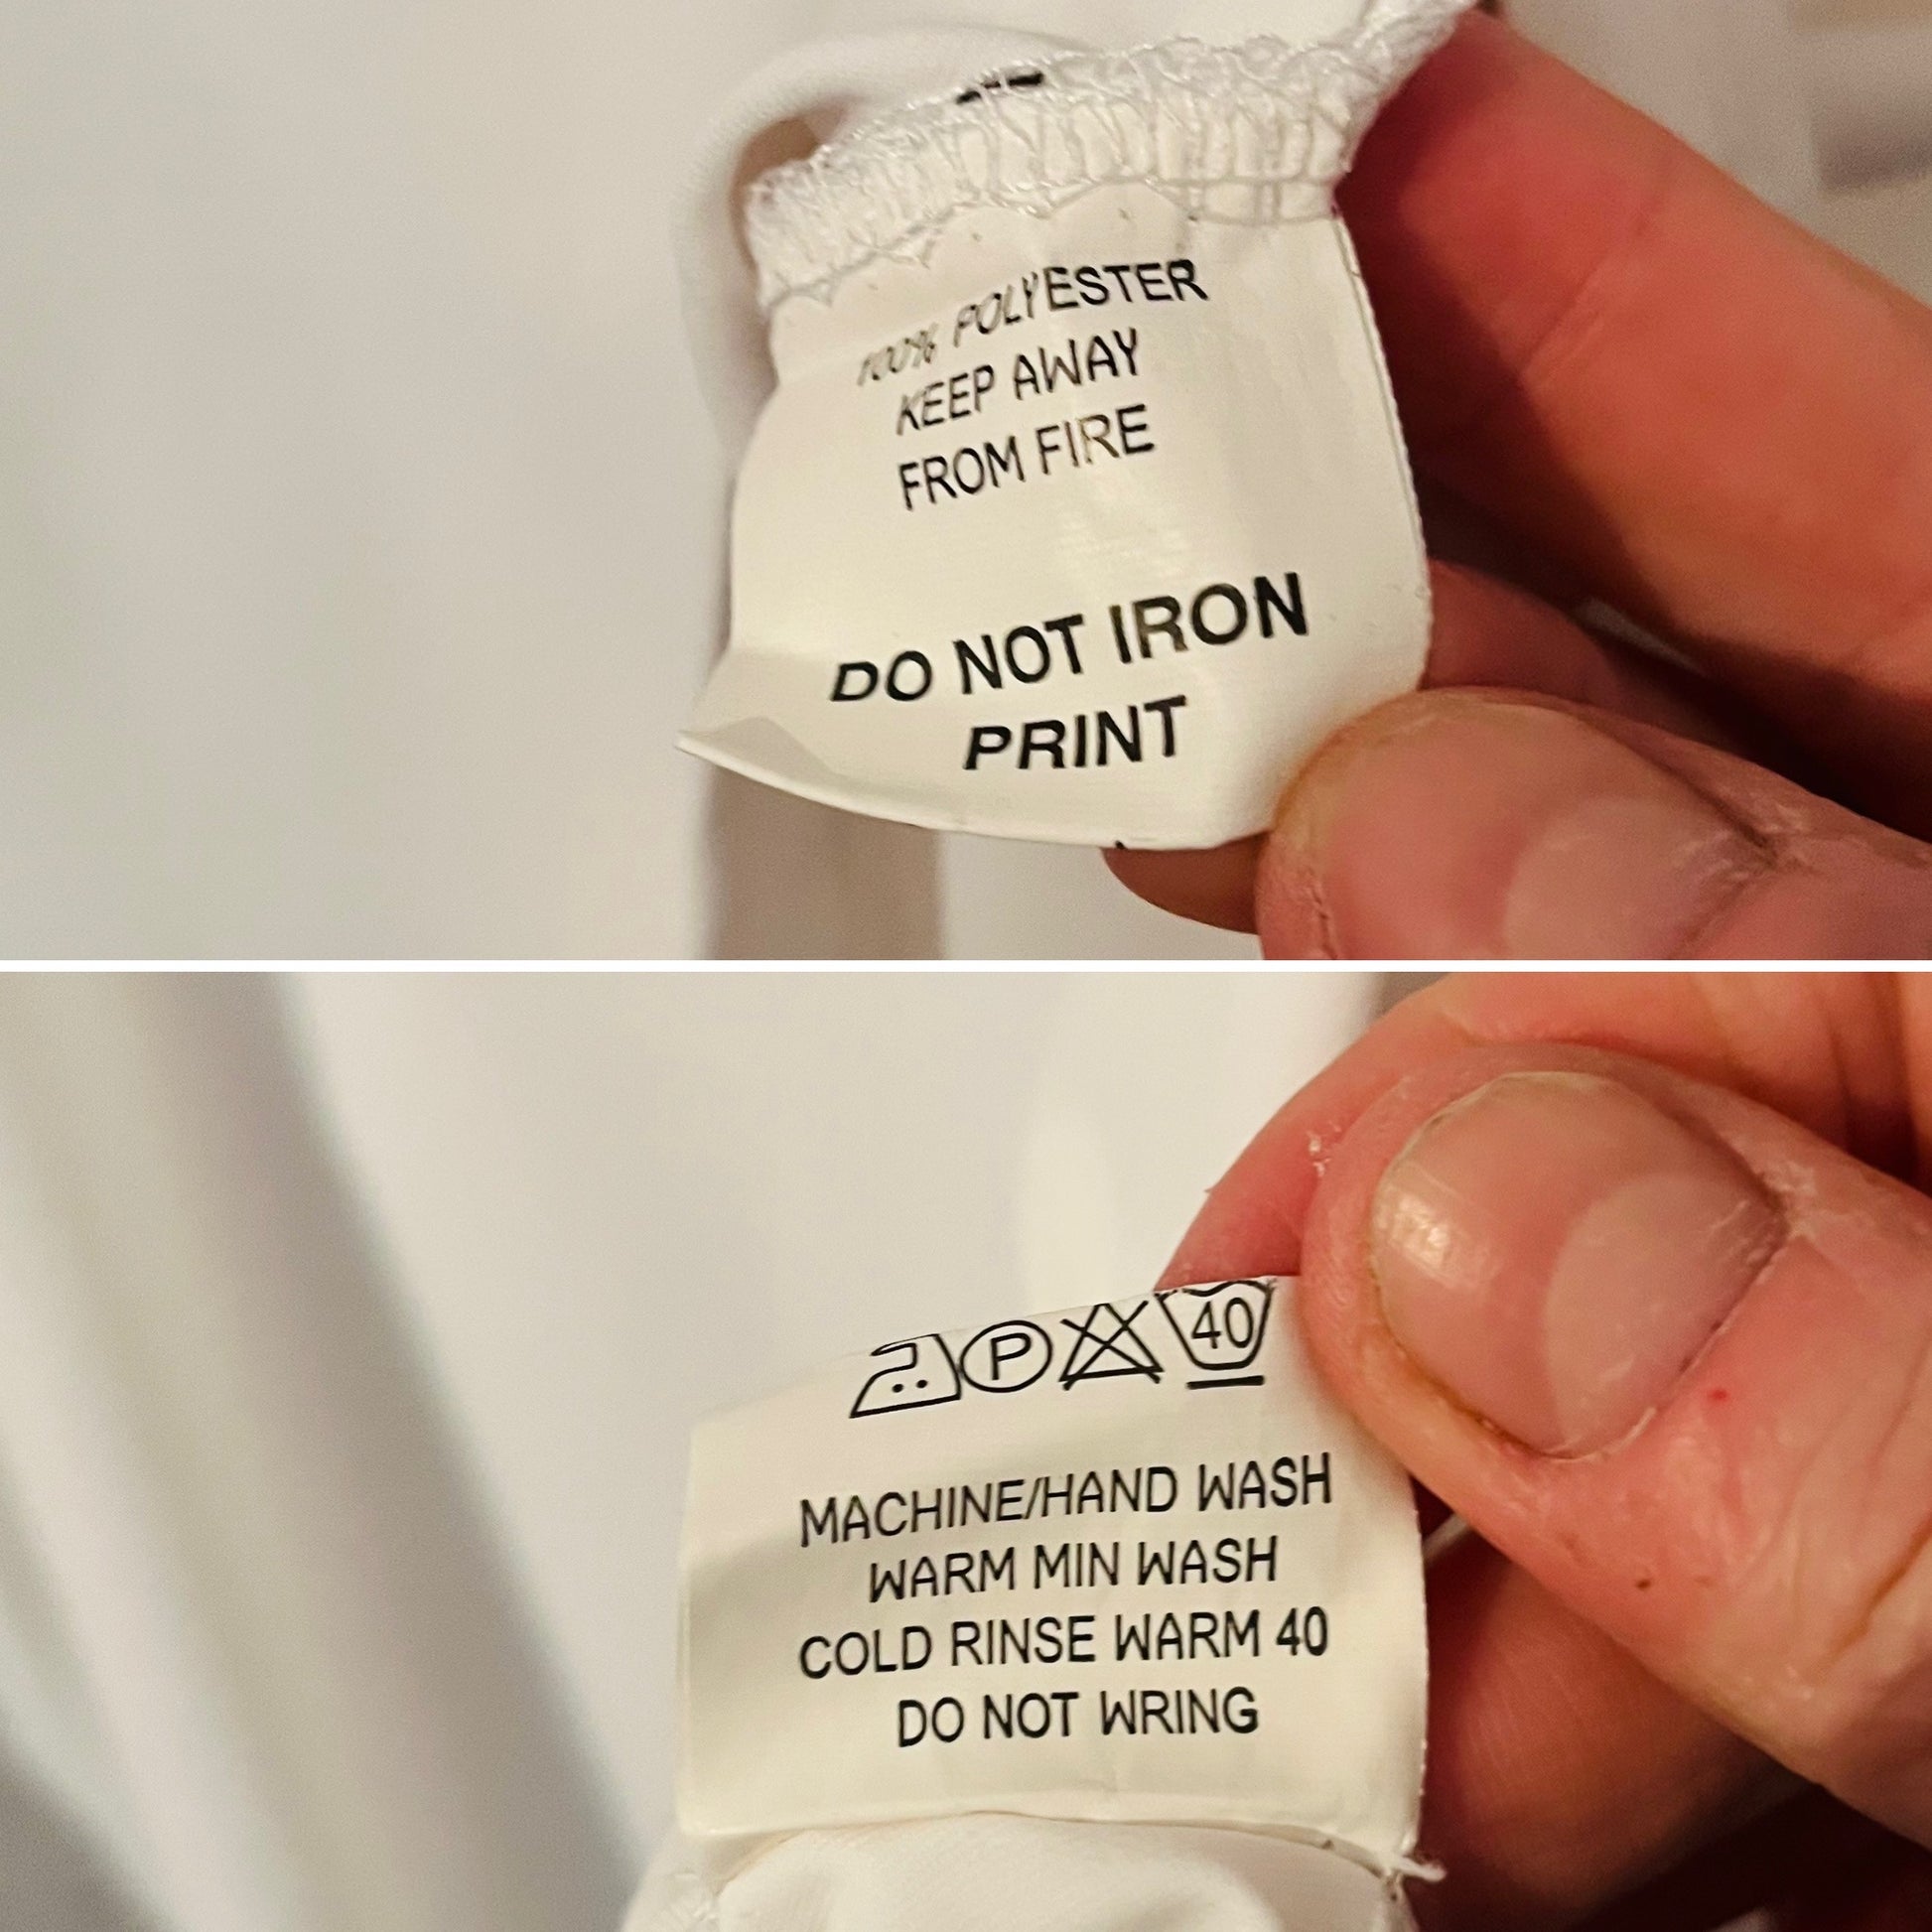 100% POLYESTER
KEEP AWAY
FROM FIRE
DO NOT IRON
PRINT
P 40
MACHINE/HAND WASH
WARM MIN WASH
COLD RINSE WARM 40
DO NOT WRING